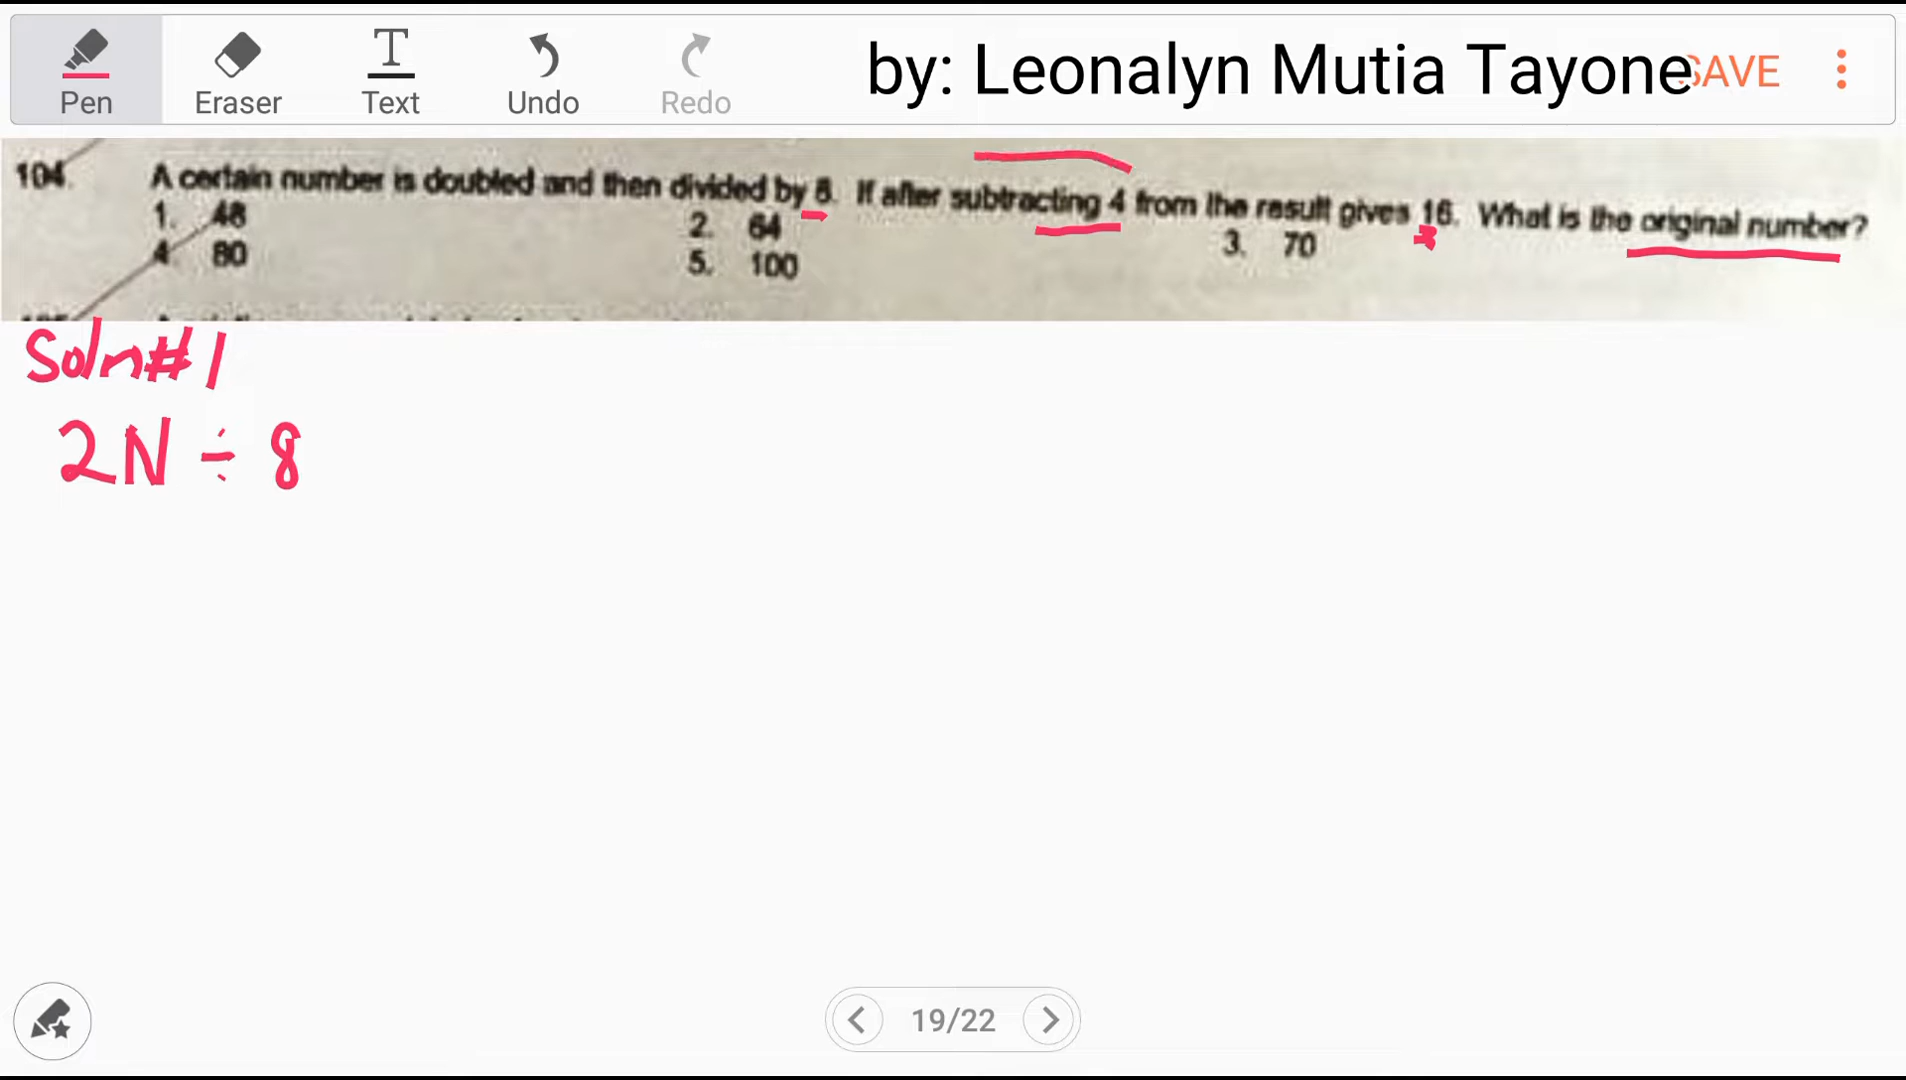 Pen Eraser Text Undo Redo by: Leonalyn Mutia Tayone SAVE
104. A certain number is doubled and then divided by 8. If after subtracting 4 from the result gives 16. What is the original number?
1. 48 2. 64 3. 70
4. 80 5. 100
Soln#1
2N ÷ 8
19/22